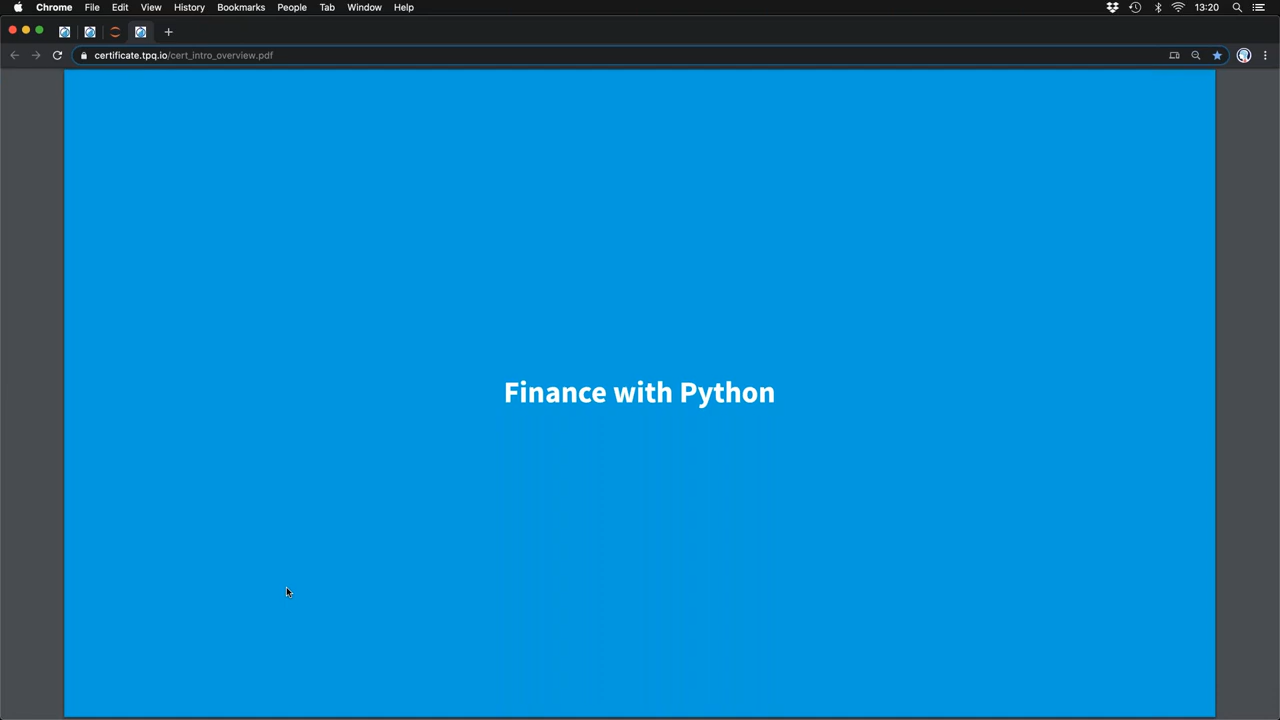 Chrome File Edit View History Bookmarks People Tab Window Help 13:20
certificate.tpq.io/cert_intro_overview.pdf
Finance with Python